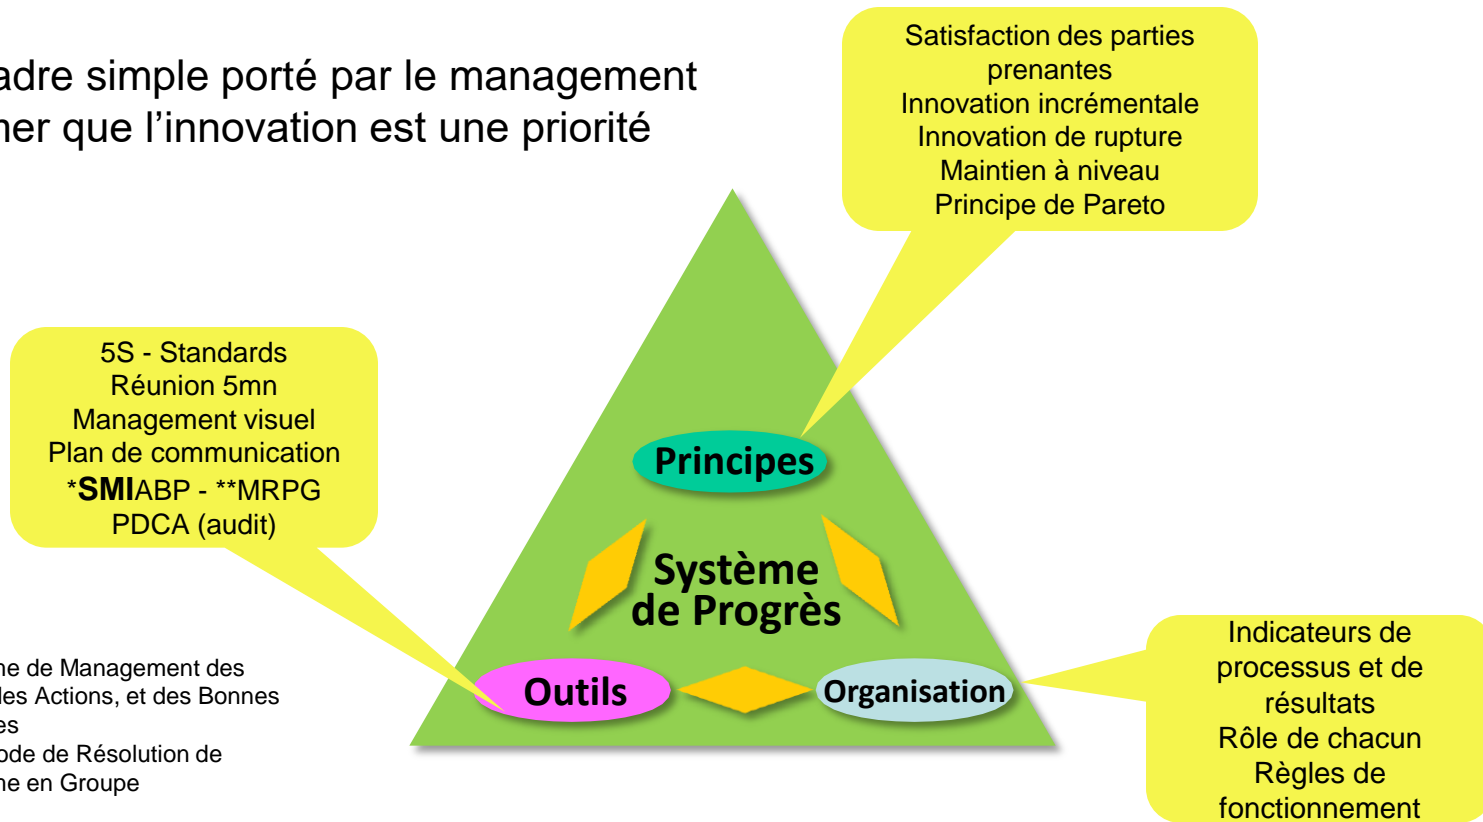 adre simple porté par le management
ner que l’innovation est une priorité
Satisfaction des parties
prenantes
Innovation incrémentale
Innovation de rupture
Maintien à niveau
Principe de Pareto
5S - Standards
Réunion 5mn
Management visuel
Plan de communication
*SMIABP - **MRPG
PDCA (audit)
Principes
Système
de Progrès
Outils
Organisation
Indicateurs de
processus et de
résultats
Rôle de chacun
Règles de
fonctionnement
ne de Management des
des Actions, et des Bonnes
es
ode de Résolution de
ne en Groupe